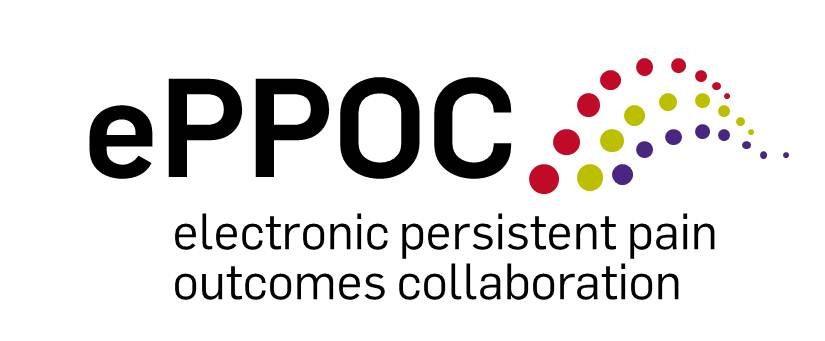 ePPOC
electronic persistent pain
outcomes collaboration